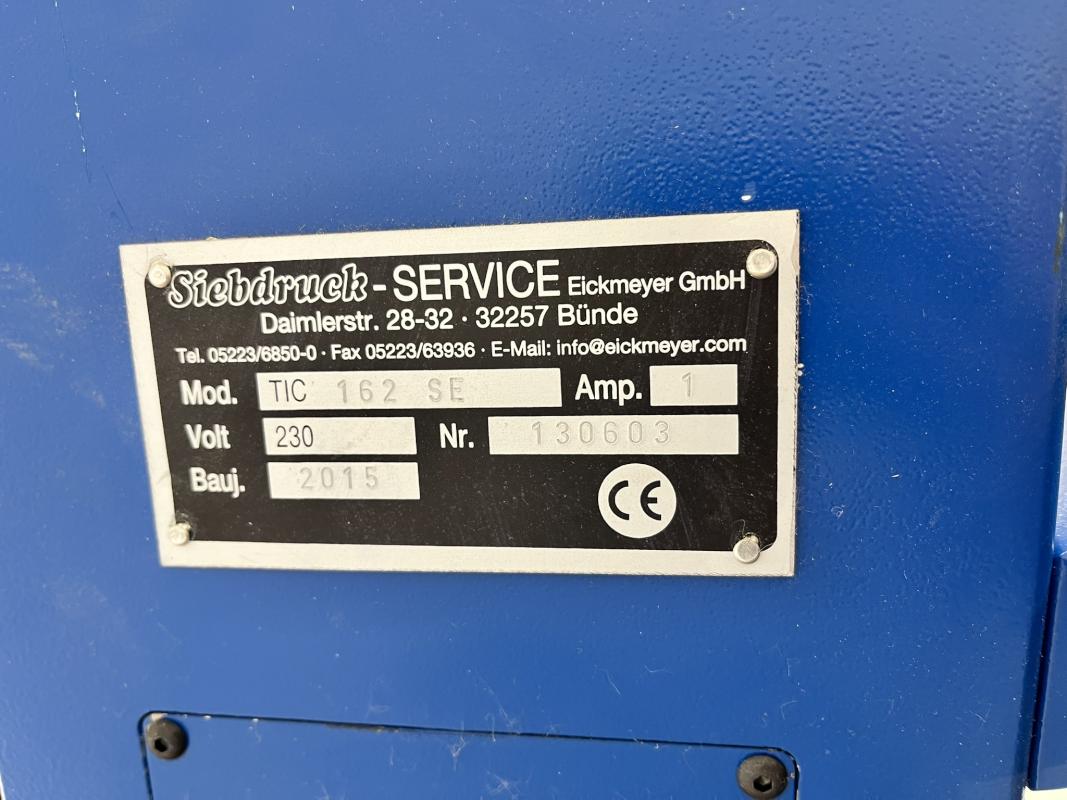 Siebdruck - SERVICE Eickmeyer GmbH
Daimlerstr. 28-32 · 32257 Bünde
Tel. 05223/6850-0 · Fax 05223/63936 · E-Mail: info@eickmeyer.com
Mod. TIC 162 SE Amp. 1
Volt 230 Nr. 130603
Bauj. 2015
CE